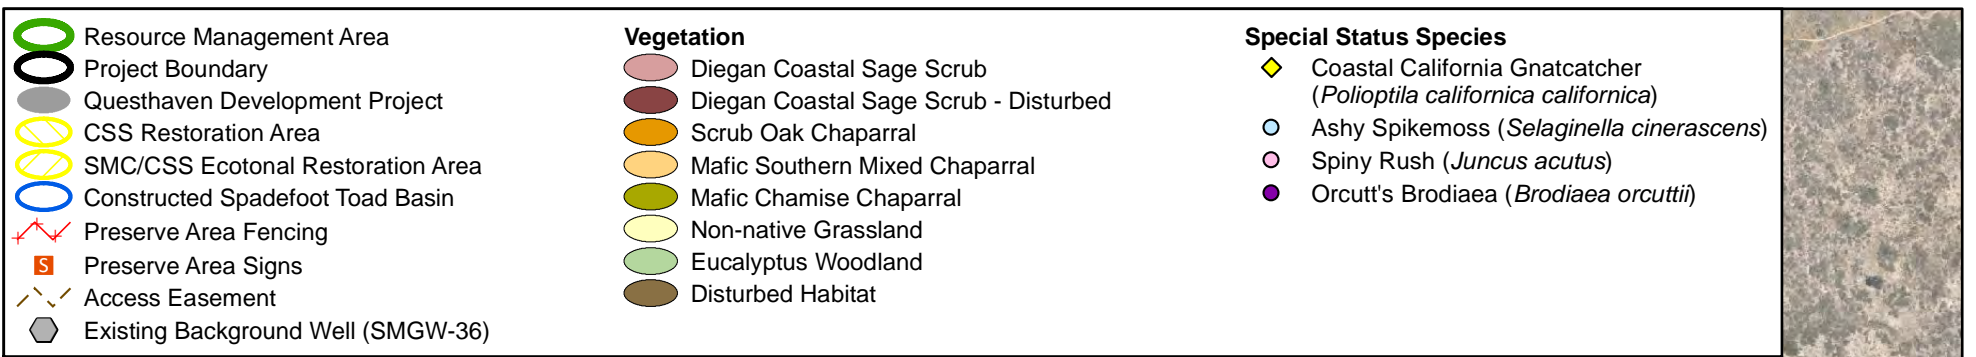 Resource Management Area
Project Boundary
Questhaven Development Project
CSS Restoration Area
SMC/CSS Ecotonal Restoration Area
Constructed Spadefoot Toad Basin
Preserve Area Fencing
S Preserve Area Signs
Access Easement
Existing Background Well (SMGW-36)
Vegetation
Diegan Coastal Sage Scrub
Diegan Coastal Sage Scrub - Disturbed
Scrub Oak Chaparral
Mafic Southern Mixed Chaparral
Mafic Chamise Chaparral
Non-native Grassland
Eucalyptus Woodland
Disturbed Habitat
Special Status Species
Coastal California Gnatcatcher
(Polioptila californica californica)
Ashy Spikemoss (Selaginella cinerascens)
Spiny Rush (Juncus acutus)
Orcutt's Brodiaea (Brodiaea orcuttii)